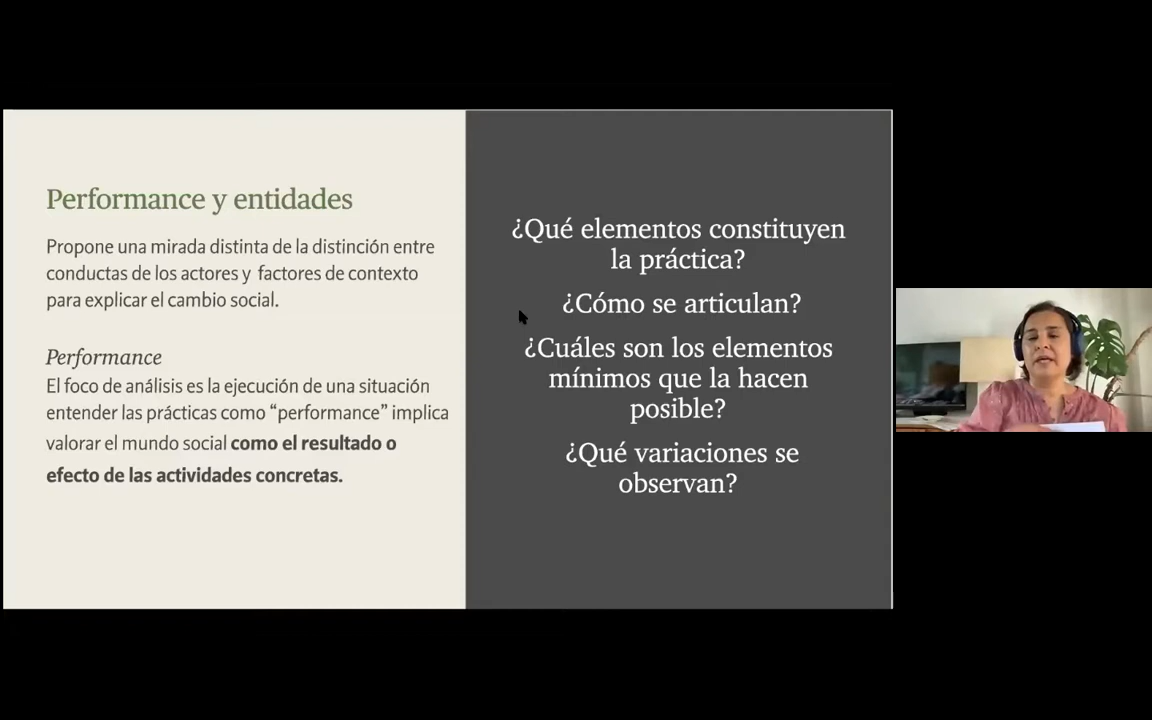 Performance y entidades
Propone una mirada distinta de la distinción entre
conductas de los actores y factores de contexto
para explicar el cambio social.
Performance
El foco de análisis es la ejecución de una situación
entender las prácticas como “performance” implica
valorar el mundo social como el resultado o
efecto de las actividades concretas.
¿Qué elementos constituyen
la práctica?
¿Cómo se articulan?
¿Cuáles son los elementos
mínimos que la hacen
posible?
¿Qué variaciones se
observan?